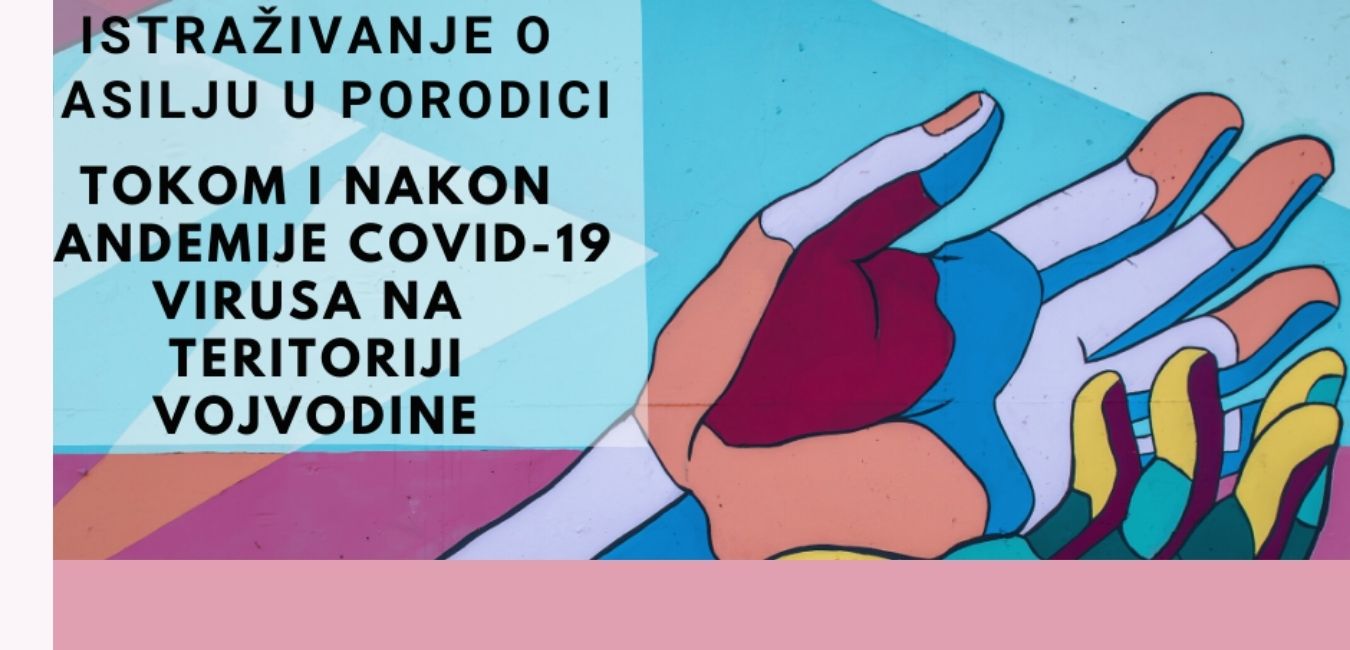 ISTRAŽIVANJE O
ASILJU U PORODICI
TOKOM I NAKON
ANDEMIJE COVID-19
VIRUSA NA
TERITORIJI
VOJVODINE